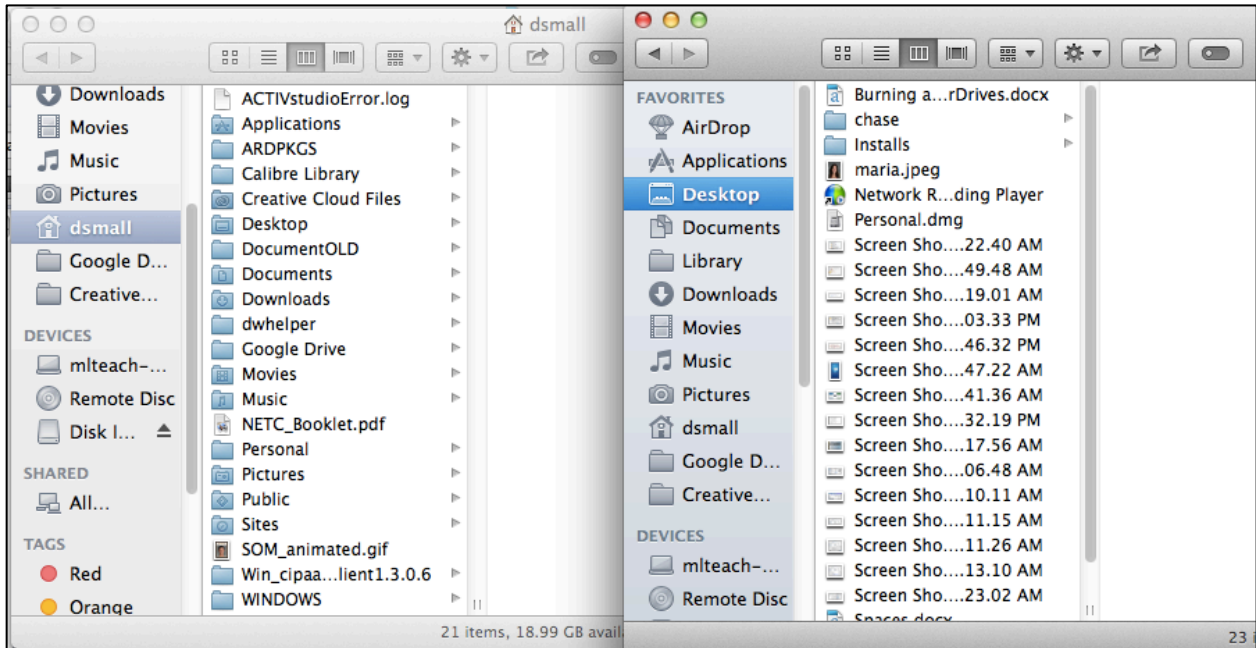 dsmall
Downloads
Movies
Music
Pictures
dsmall
Google D...
Creative...
DEVICES
mlteach-...
Remote Disc
Disk I...
SHARED
All...
TAGS
Red
Orange
ACTIVstudioError.log
Applications
ARDPKGS
Calibre Library
Creative Cloud Files
Desktop
DocumentOLD
Documents
Downloads
dwhelper
Google Drive
Movies
Music
NETC_Booklet.pdf
Personal
Pictures
Public
Sites
SOM_animated.gif
Win_cipaa...lient1.3.0.6
WINDOWS
21 items, 18.99 GB avail
FAVORITES
AirDrop
Applications
Desktop
Documents
Library
Downloads
Movies
Music
Pictures
dsmall
Google D...
Creative...
DEVICES
mlteach-...
Remote Disc
Burning a...rDrives.docx
chase
Installs
maria.jpeg
Network R...ding Player
Personal.dmg
Screen Sho....22.40 AM
Screen Sho....49.48 AM
Screen Sho....19.01 AM
Screen Sho....03.33 PM
Screen Sho....46.32 PM
Screen Sho....47.22 AM
Screen Sho....41.36 AM
Screen Sho....32.19 PM
Screen Sho....17.56 AM
Screen Sho....06.48 AM
Screen Sho....10.11 AM
Screen Sho....11.15 AM
Screen Sho....11.26 AM
Screen Sho....13.10 AM
Screen Sho....23.02 AM
Spaces.docx
23 i